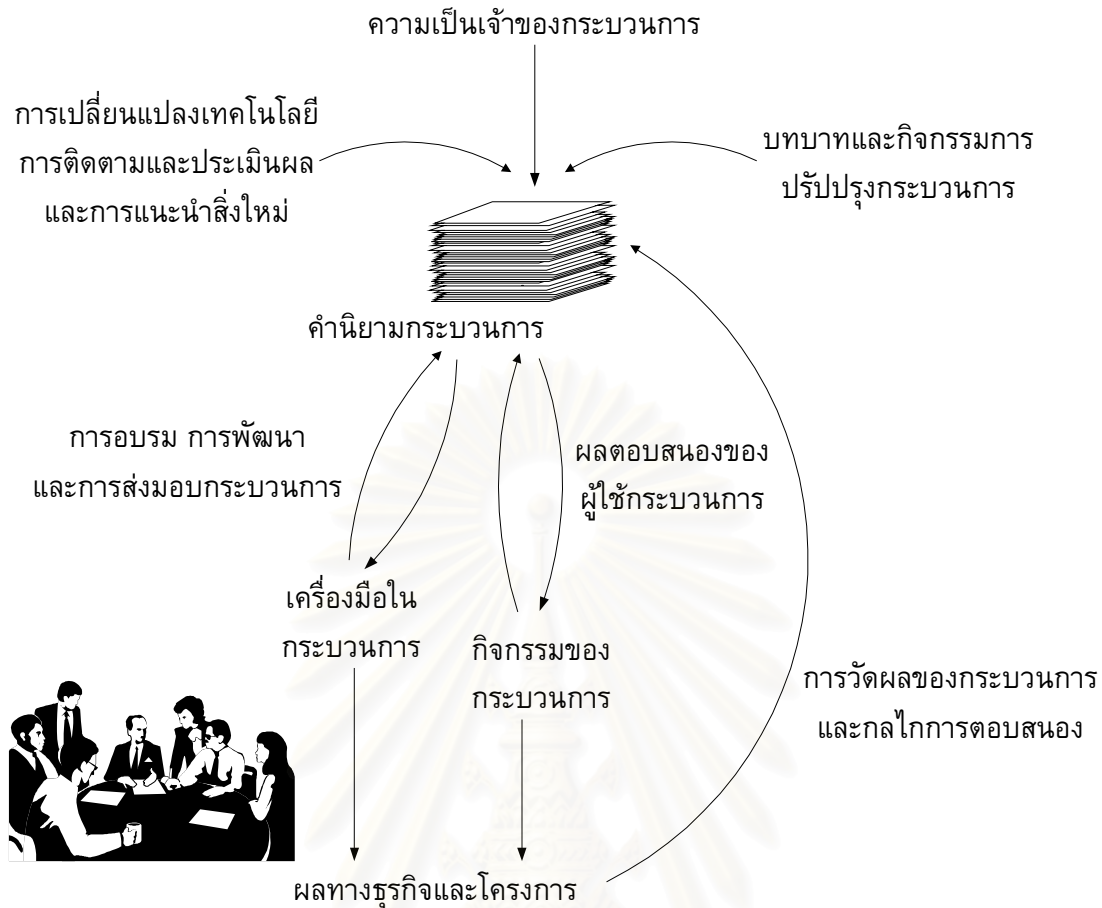 ความเป็นเจ้าของกระบวนการ
การเปลี่ยนแปลงเทคโนโลยี
การติดตามและประเมินผล
และการแนะนำสิ่งใหม่
บทบาทและกิจกรรมการ
ปรัปปรุงกระบวนการ
คำนิยามกระบวนการ
การอบรม การพัฒนา
และการส่งมอบกระบวนการ
ผลตอบสนองของ
ผู้ใช้กระบวนการ
เครื่องมือใน
กระบวนการ
กิจกรรมของ
กระบวนการ
การวัดผลของกระบวนการ
และกลไกการตอบสนอง
ผลทางธุรกิจและโครงการ